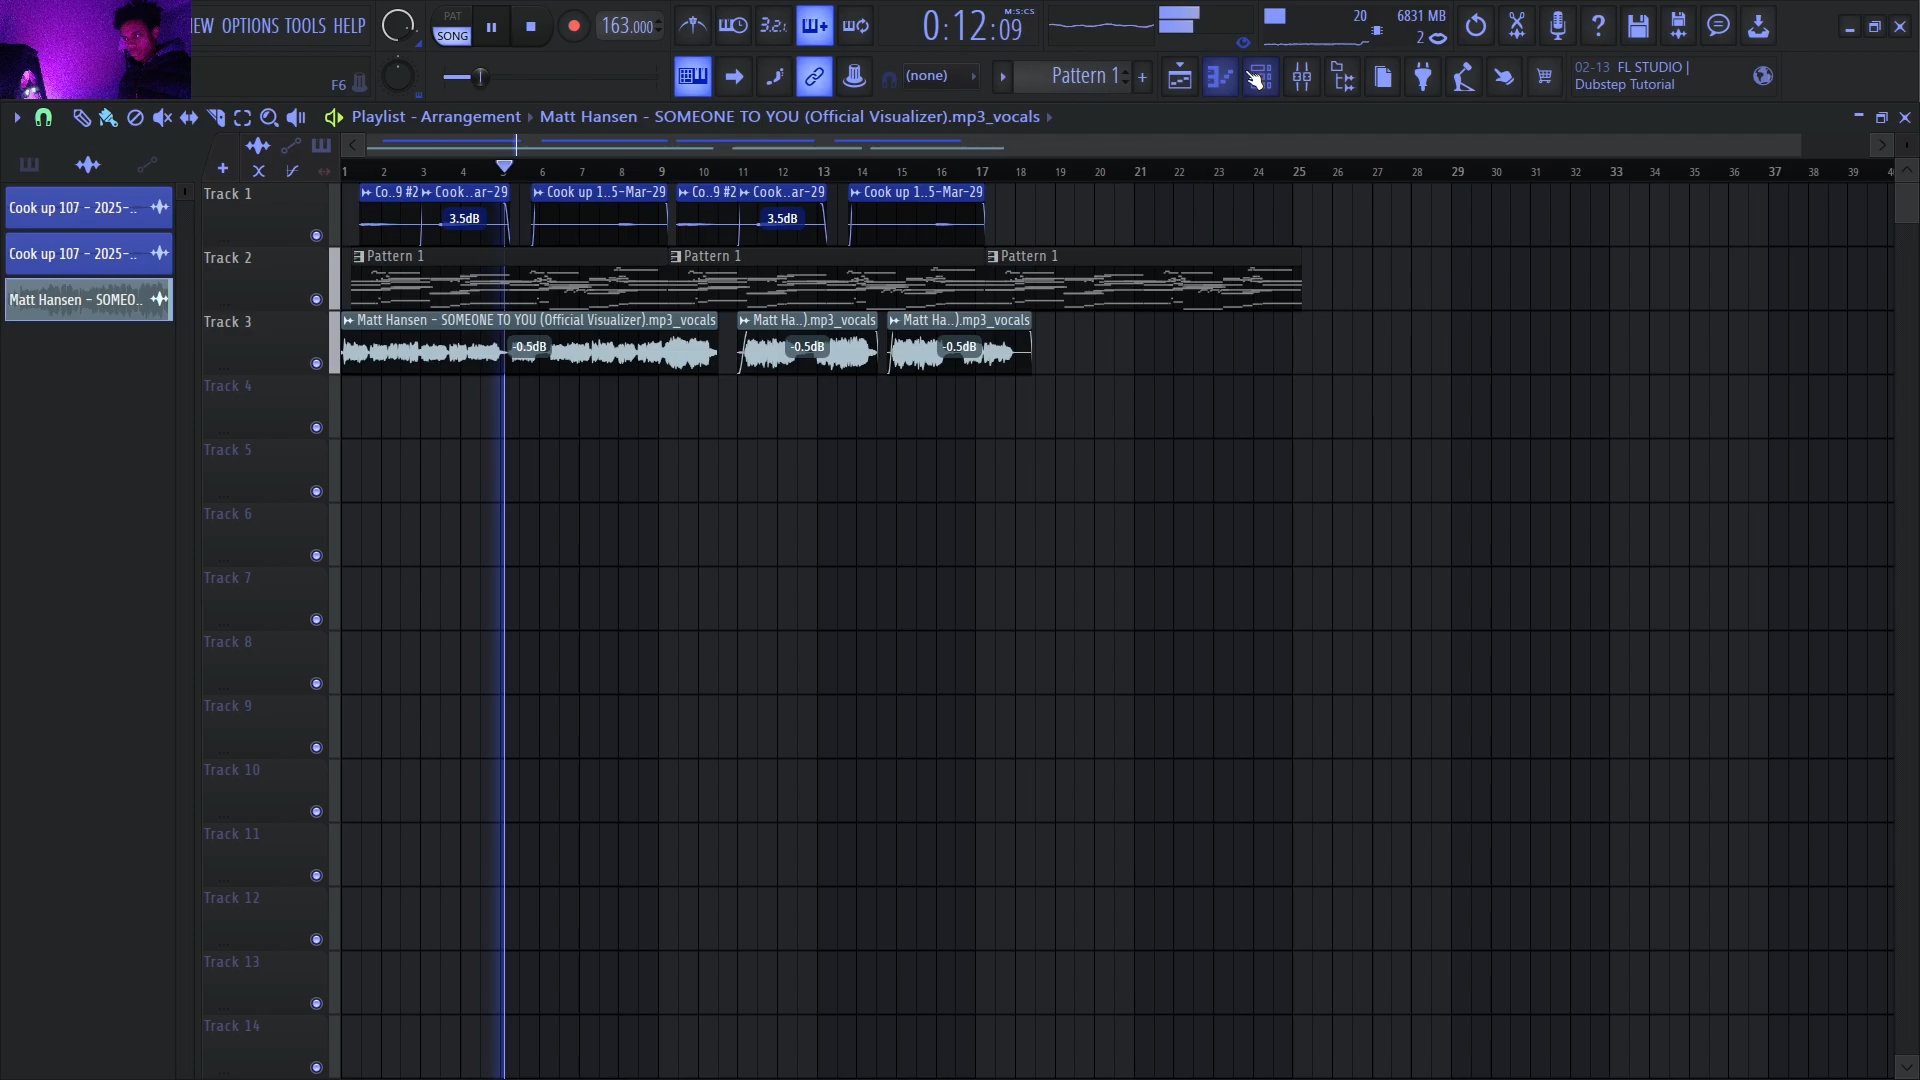 IEW OPTIONS TOOLS HELP
PAT
SONG
163.000
3.2.
0:12:09
M:S:CS
20
6831 MB
2
F6
(none)
Pattern 1
+
02-13 FL STUDIO |
Dubstep Tutorial
Playlist - Arrangement
Matt Hansen - SOMEONE TO YOU (Official Visualizer).mp3_vocals
1 2 3 4 5 6 7 8 9 10 11 12 13 14 15 16 17 18 19 20 21 22 23 24 25 26 27 28 29 30 31 32 33 34 35 36 37 38 39
Cook up 107 - 2025-..
Cook up 107 - 2025-..
Matt Hansen - SOMEO..
Track 1
Co..9 #2
Cook..ar-29
Cook up 1..5-Mar-29
Co..9 #2
Cook..ar-29
Cook up 1..5-Mar-29
3.5dB
3.5dB
Track 2
Pattern 1
Pattern 1
Pattern 1
Track 3
Matt Hansen - SOMEONE TO YOU (Official Visualizer).mp3_vocals
Matt Ha..).mp3_vocals
Matt Ha..).mp3_vocals
-0.5dB
-0.5dB
-0.5dB
Track 4
Track 5
Track 6
Track 7
Track 8
Track 9
Track 10
Track 11
Track 12
Track 13
Track 14